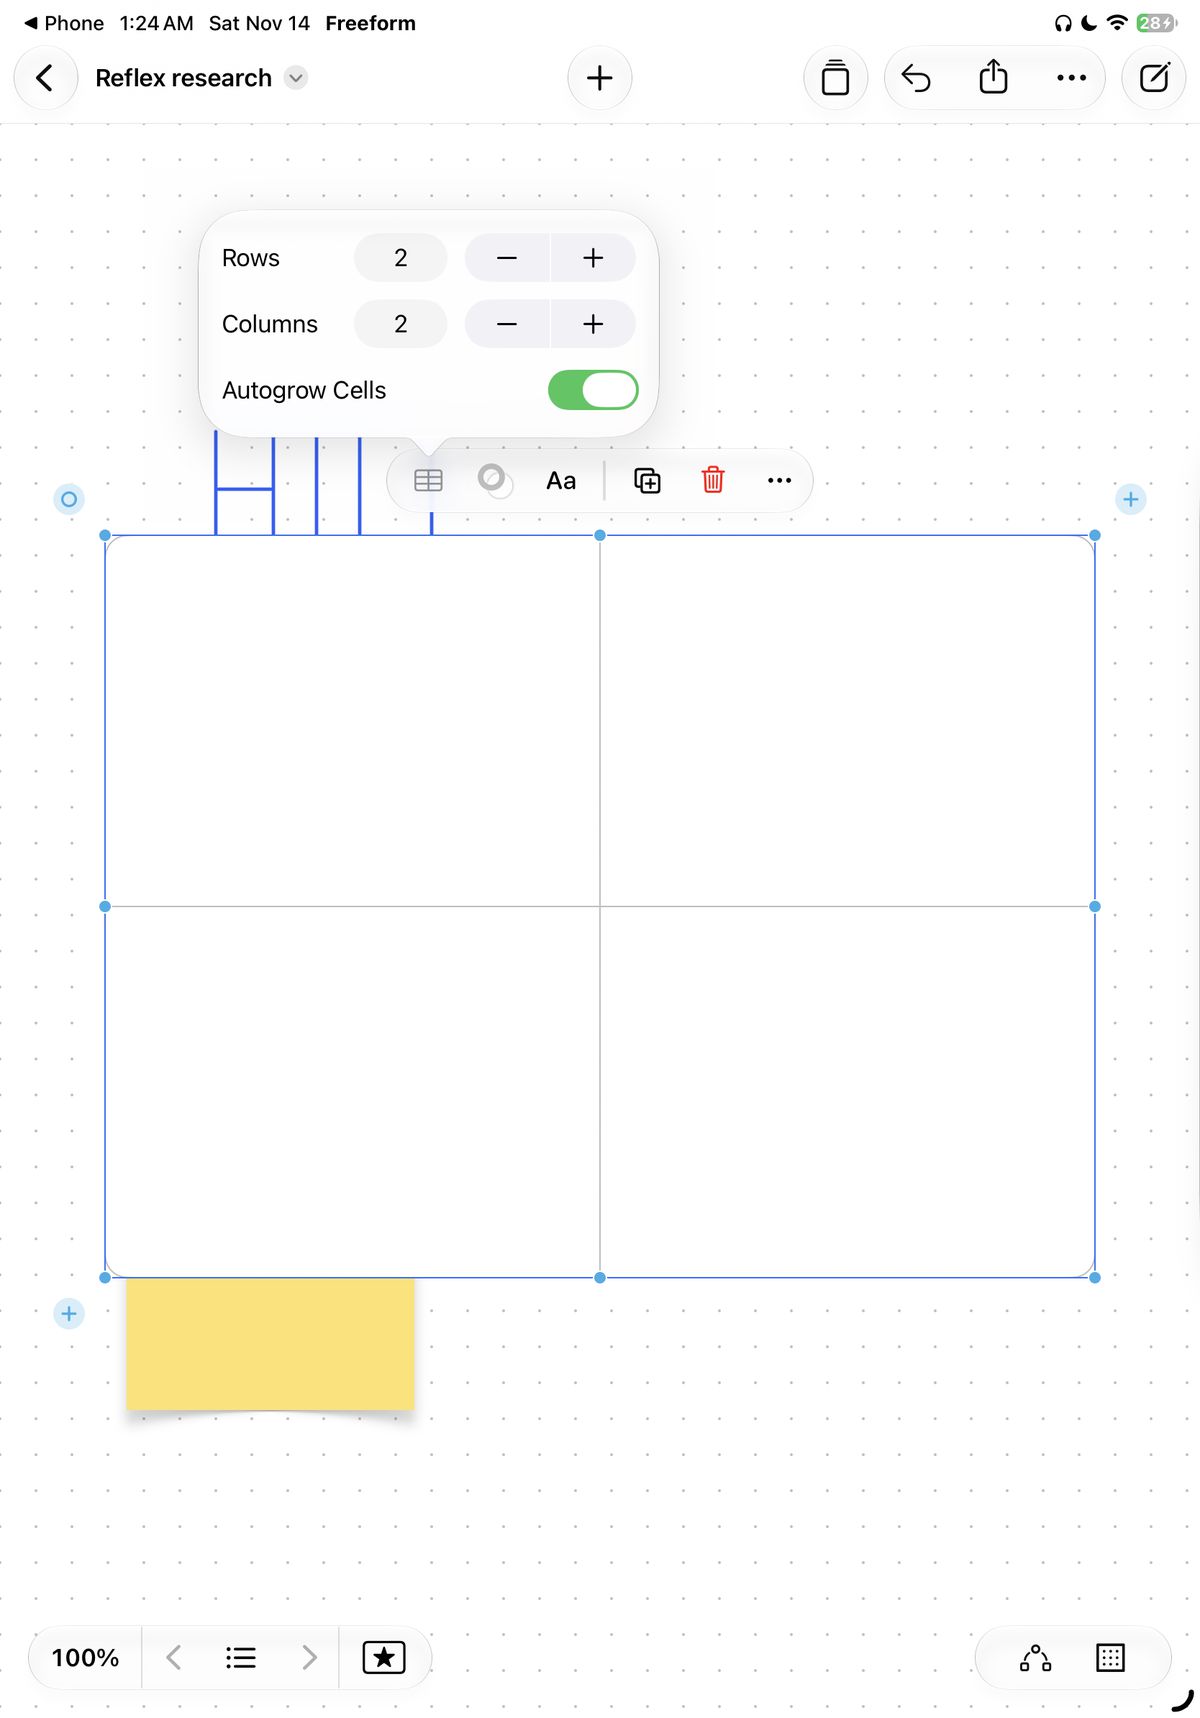 ◀ Phone 1:24 AM Sat Nov 14 Freeform 28
Reflex research
Rows 2 − +
Columns 2 − +
Autogrow Cells
Aa
100%